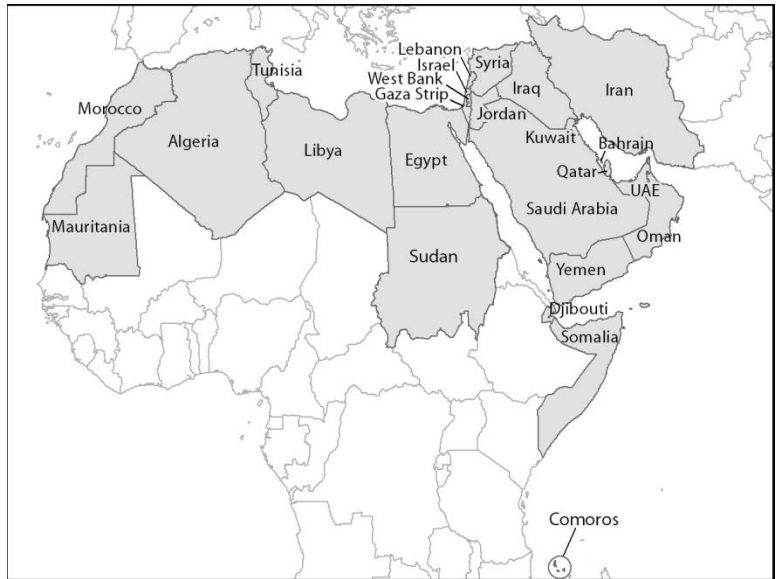 Lebanon
Israel
West Bank
Gaza Strip
Syria
Tunisia
Iraq
Iran
Morocco
Jordan
Algeria
Libya
Egypt
Kuwait
Bahrain
Qatar
UAE
Saudi Arabia
Mauritania
Oman
Sudan
Yemen
Djibouti
Somalia
Comoros